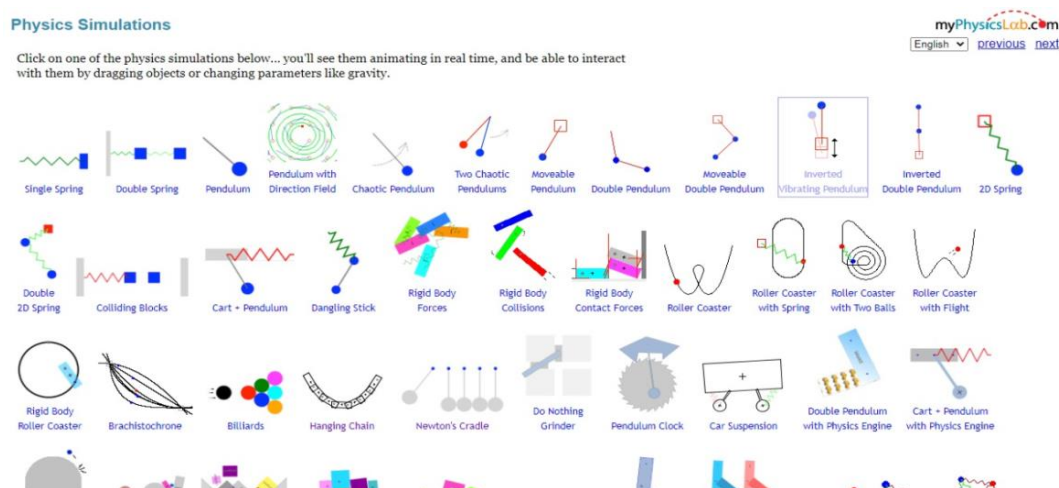 Physics Simulations
myPhysicsLab.com
English previous next
Click on one of the physics simulations below... you'll see them animating in real time, and be able to interact
with them by dragging objects or changing parameters like gravity.
Single Spring
Double Spring
Pendulum
Pendulum with
Direction Field
Chaotic Pendulum
Two Chaotic
Pendulums
Moveable
Pendulum
Double Pendulum
Moveable
Double Pendulum
Inverted
Vibrating Pendulum
Inverted
Double Pendulum
2D Spring
Double
2D Spring
Colliding Blocks
Cart + Pendulum
Dangling Stick
Rigid Body
Forces
Rigid Body
Collisions
Rigid Body
Contact Forces
Roller Coaster
Roller Coaster
with Spring
Roller Coaster
with Two Balls
Roller Coaster
with Flight
Rigid Body
Roller Coaster
Brachistochrone
Billiards
Hanging Chain
Newton's Cradle
Do Nothing
Grinder
Pendulum Clock
Car Suspension
Double Pendulum
with Physics Engine
Cart + Pendulum
with Physics Engine